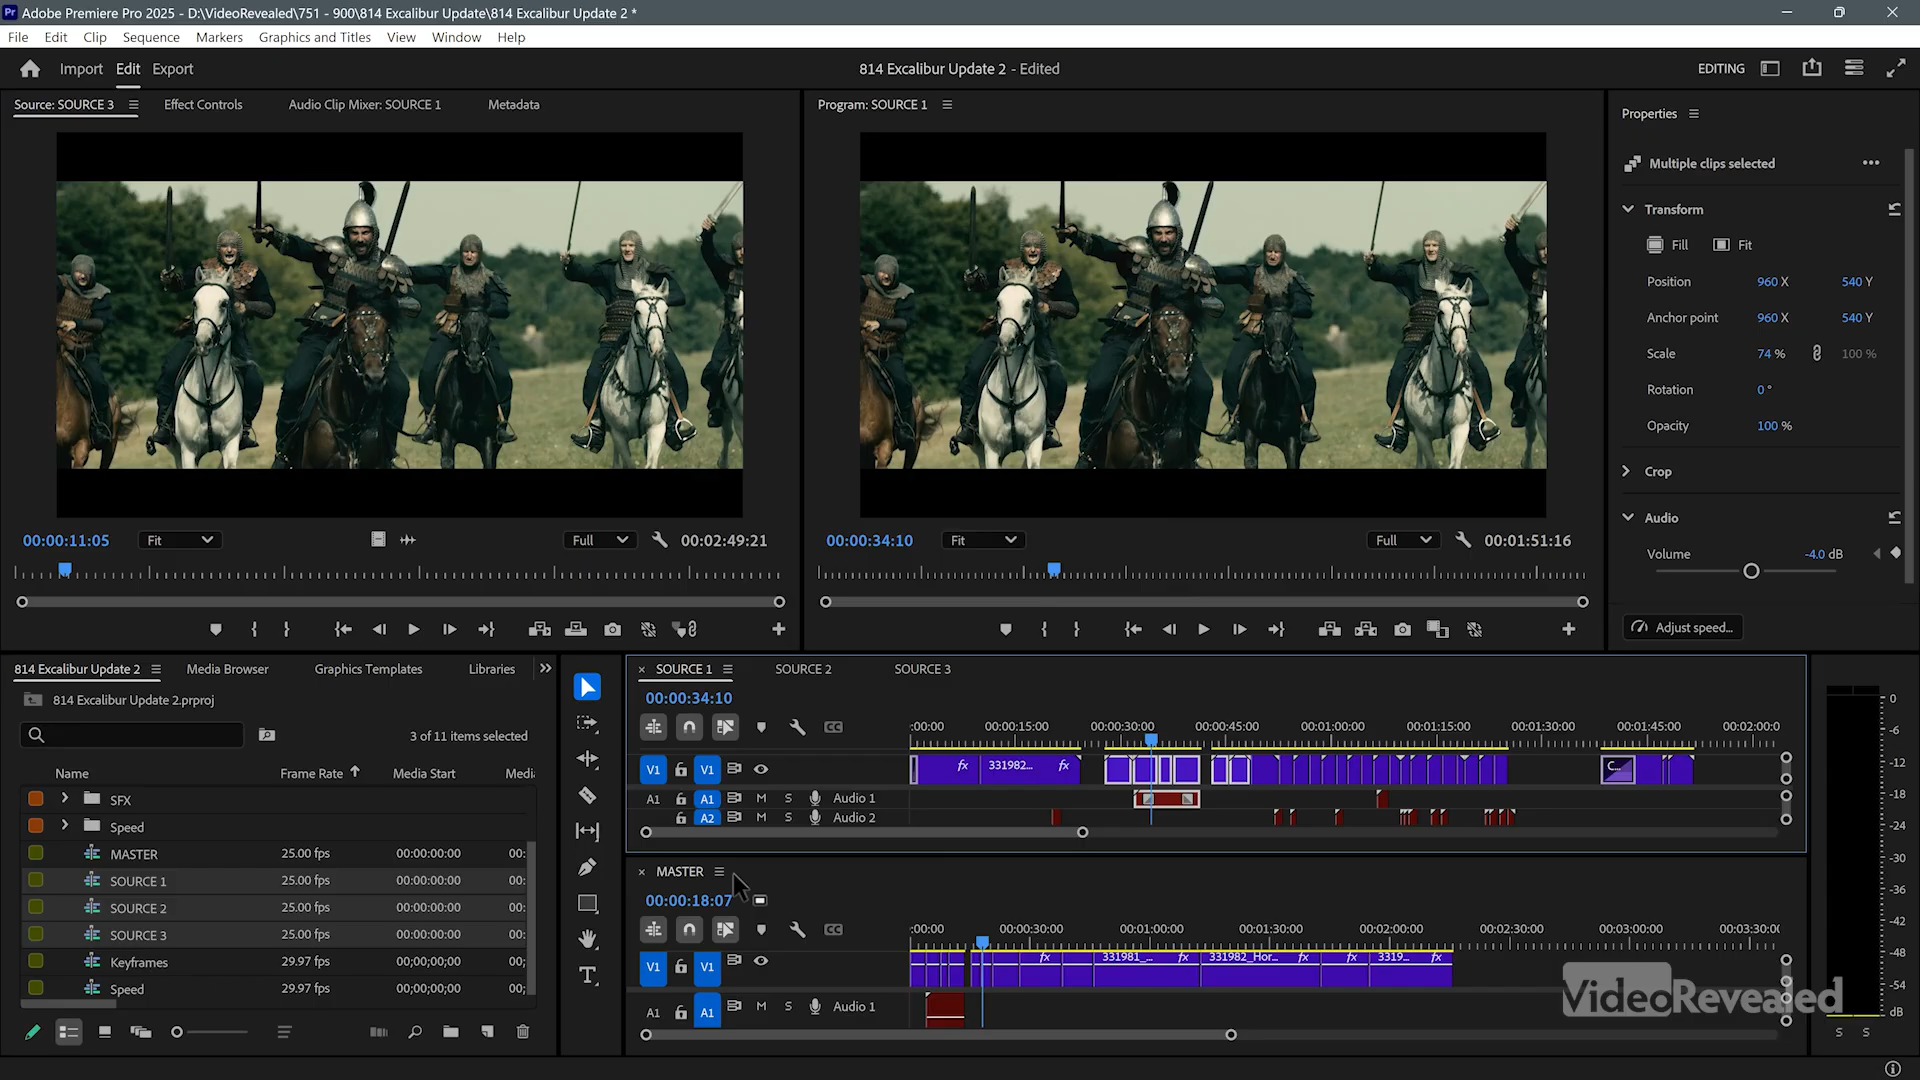 Pr Adobe Premiere Pro 2025 - D:\VideoRevealed\751 - 900\814 Excalibur Update\814 Excalibur Update 2 *
File Edit Clip Sequence Markers Graphics and Titles View Window Help
Import Edit Export
814 Excalibur Update 2 - Edited
EDITING
Source: SOURCE 3
Effect Controls
Audio Clip Mixer: SOURCE 1
Metadata
Program: SOURCE 1
Properties
Multiple clips selected
Transform
Fill Fit
Position 960 X 540 Y
Anchor point 960 X 540 Y
Scale 74 % 100 %
Rotation 0 °
Opacity 100 %
Crop
Audio
Volume -4.0 dB
Adjust speed...
00:00:11:05 Fit Full 00:02:49:21
00:00:34:10 Fit Full 00:01:51:16
814 Excalibur Update 2
Media Browser
Graphics Templates
Libraries
814 Excalibur Update 2.prproj
3 of 11 items selected
Name Frame Rate Media Start Medi
SFX
Speed
MASTER 25.00 fps 00:00:00:00 00:
SOURCE 1 25.00 fps 00:00:00:00 00:
SOURCE 2 25.00 fps 00:00:00:00 00:
SOURCE 3 25.00 fps 00:00:00:00 00:
Keyframes 29.97 fps 00;00;00;00 00;
Speed 29.97 fps 00;00;00;00 00;
SOURCE 1 SOURCE 2 SOURCE 3
00:00:34:10
CC
:00:00 00:00:15:00 00:00:30:00 00:00:45:00 00:01:00:00 00:01:15:00 00:01:30:00 00:01:45:00 00:02:00:0
V1 V1 fx 331982... fx C...
A1 A1 M S Audio 1
A2 M S Audio 2
MASTER
00:00:18:07
CC
:00:00 00:00:30:00 00:01:00:00 00:01:30:00 00:02:00:00 00:02:30:00 00:03:00:00 00:03:30:0
V1 V1 fx 331981_... fx 331982_Hor... fx fx 3319... fx
A1 A1 M S Audio 1
0
-6
-12
-18
-24
-30
-36
-42
-48
-54
dB
S S
VideoRevealed